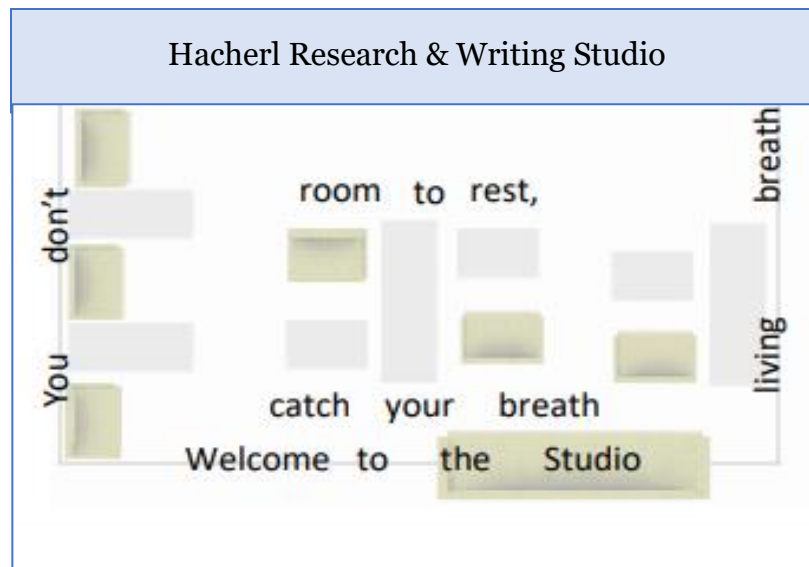 Hacherl Research & Writing Studio
room to rest,
catch your breath
Welcome to the Studio
You don't
living breath